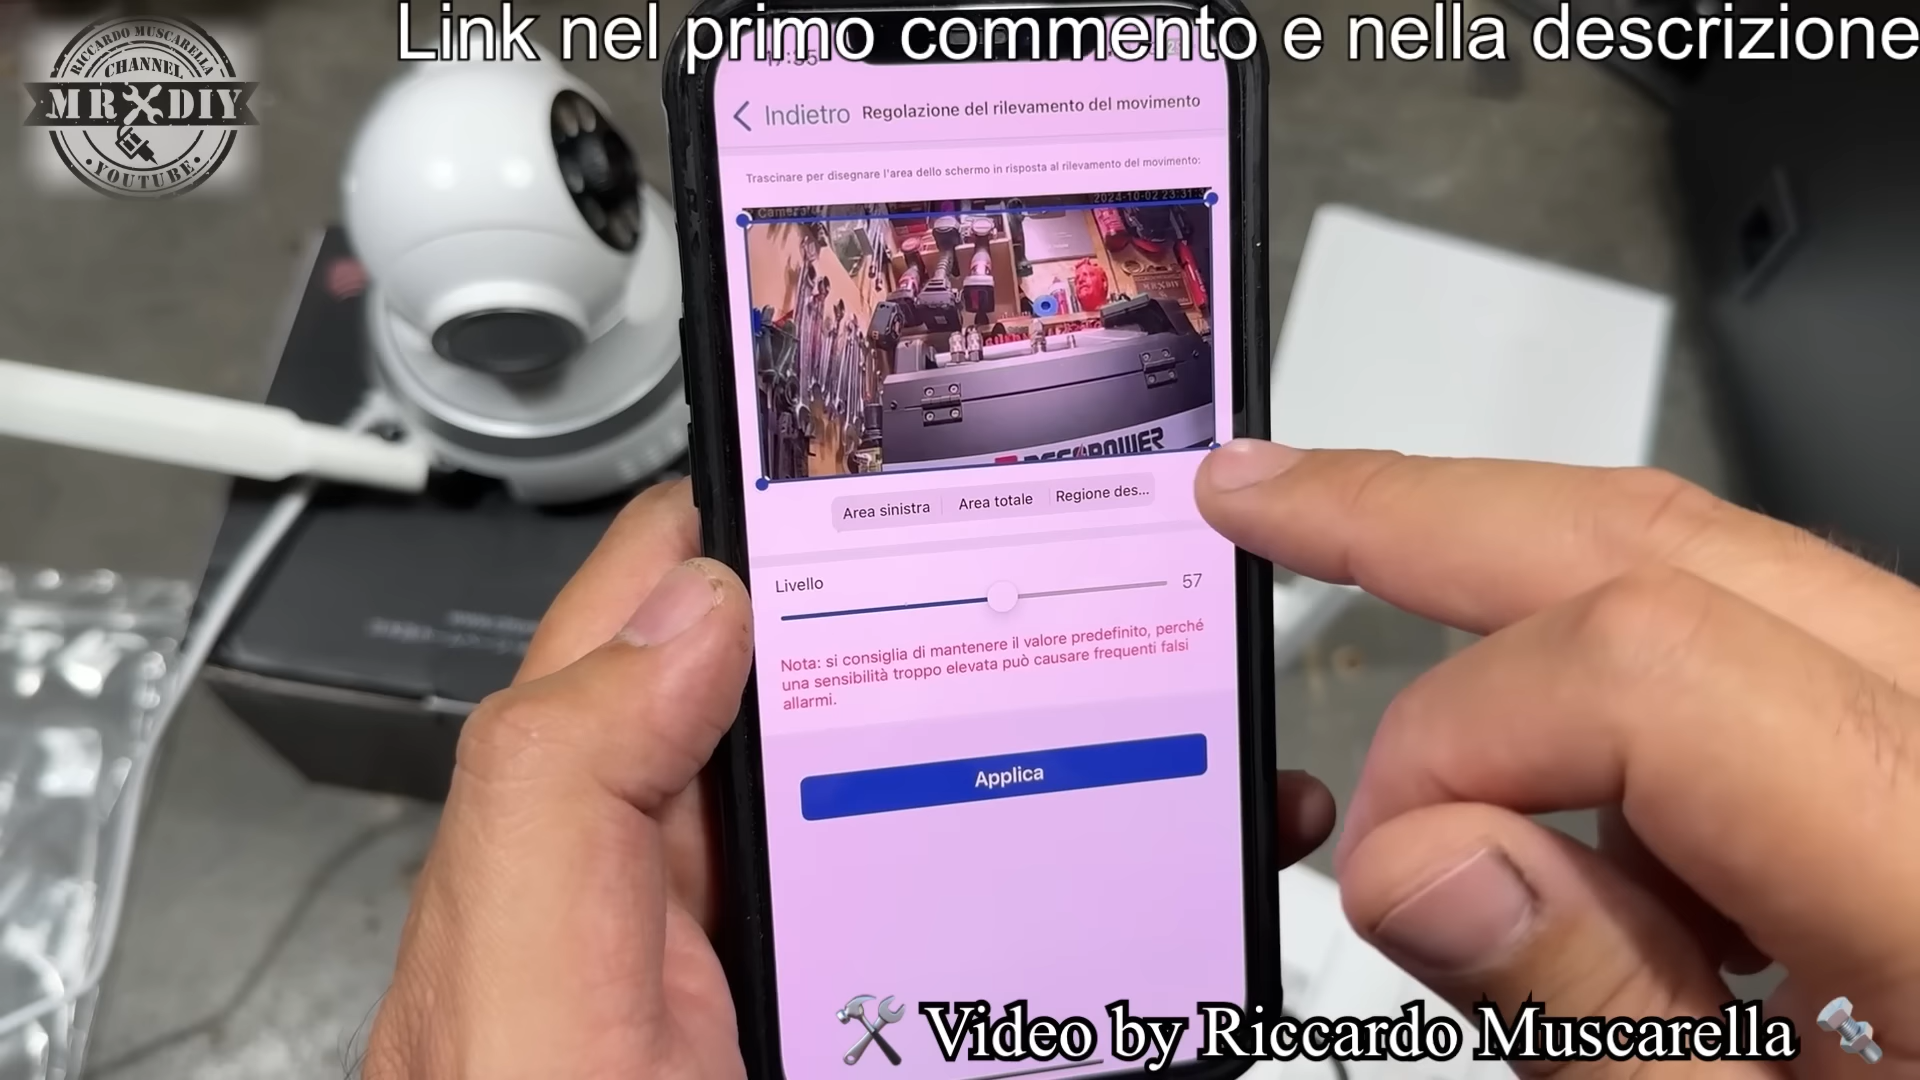 Link nel primo commento e nella descrizione
RICCARDO MUSCARELLA
CHANNEL
MR DIY
YOUTUBE
Indietro
Regolazione del rilevamento del movimento
Trascinare per disegnare l'area dello schermo in risposta al rilevamento del movimento:
MRXDIY
Area sinistra
Area totale
Regione des...
Livello
57
Nota: si consiglia di mantenere il valore predefinito, perché
una sensibilità troppo elevata può causare frequenti falsi
allarmi.
Applica
Video by Riccardo Muscarella